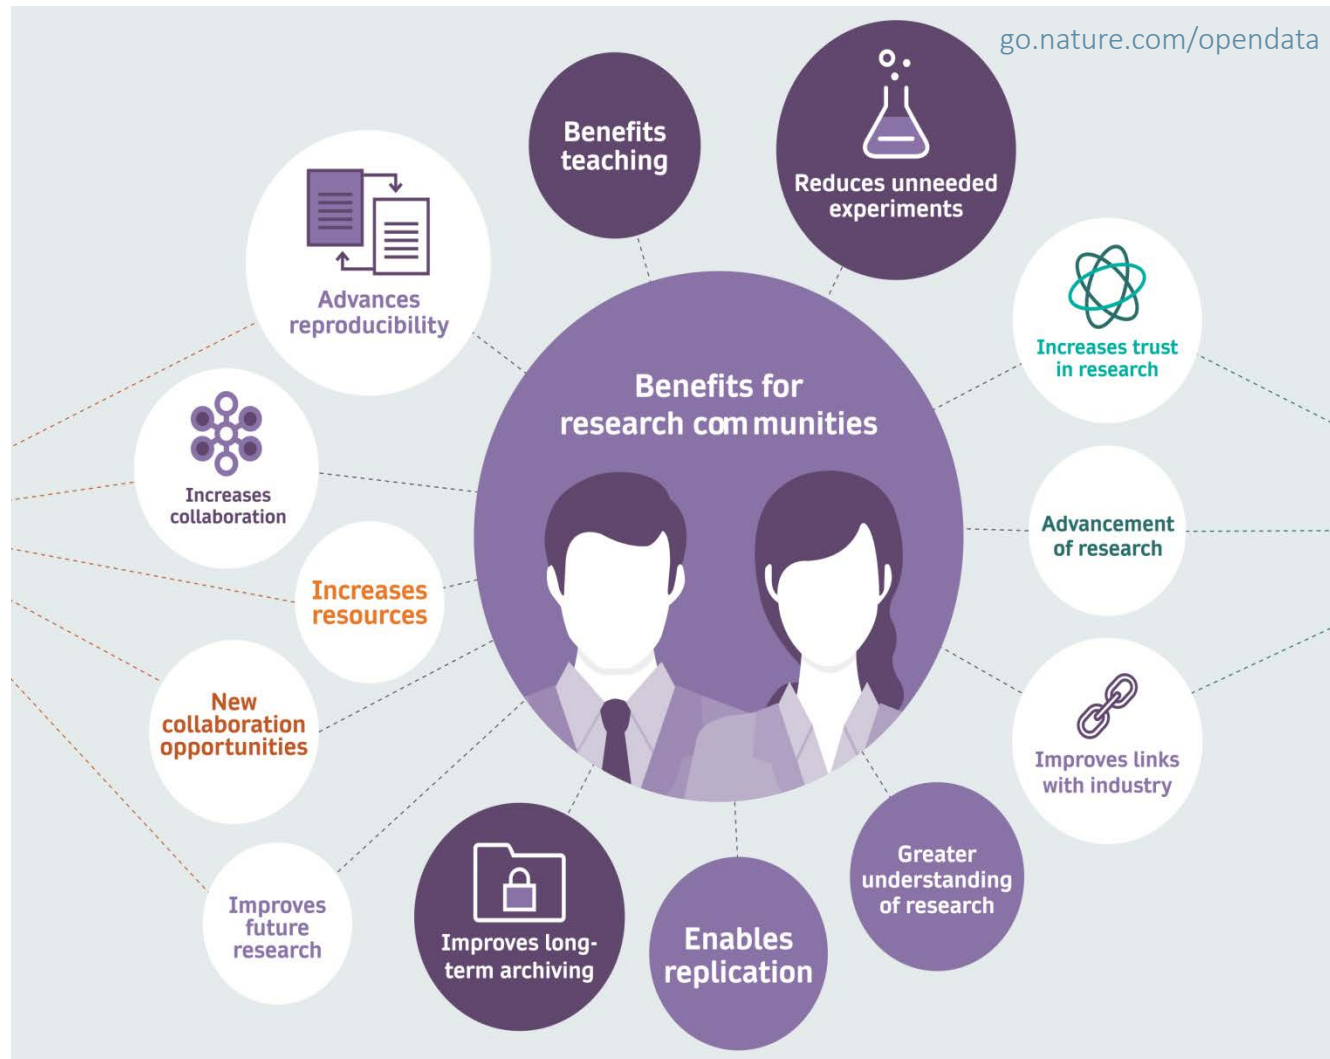 go.nature.com/opendata
Benefits
teaching
Reduces unneeded
experiments
Advances
reproducibility
Increases trust
in research
Benefits for
research communities
Increases
collaboration
Advancement
of research
Increases
resources
New
collaboration
opportunities
Improves links
with industry
Greater
understanding
of research
Improves
future
research
Improves long-
term archiving
Enables
replication